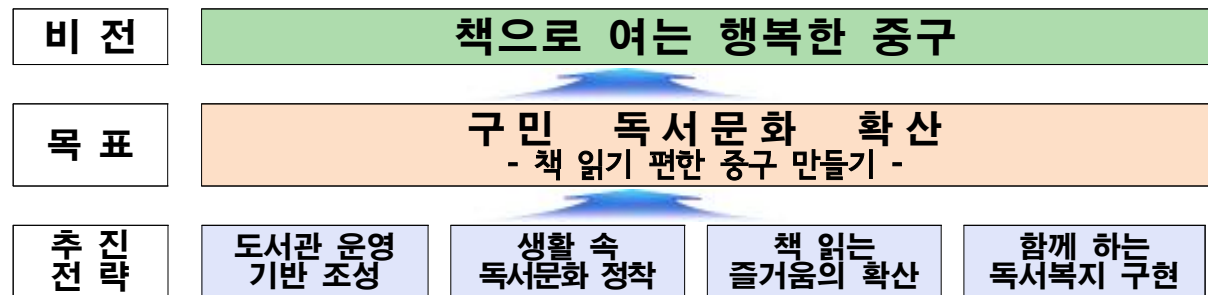 비 전
책으로 여는 행복한 중구
목 표
구민 독서문화 확산
- 책 읽기 편한 중구 만들기 -
추 진
전 략
도서관 운영
기반 조성
생활 속
독서문화 정착
책 읽는
즐거움의 확산
함께 하는
독서복지 구현